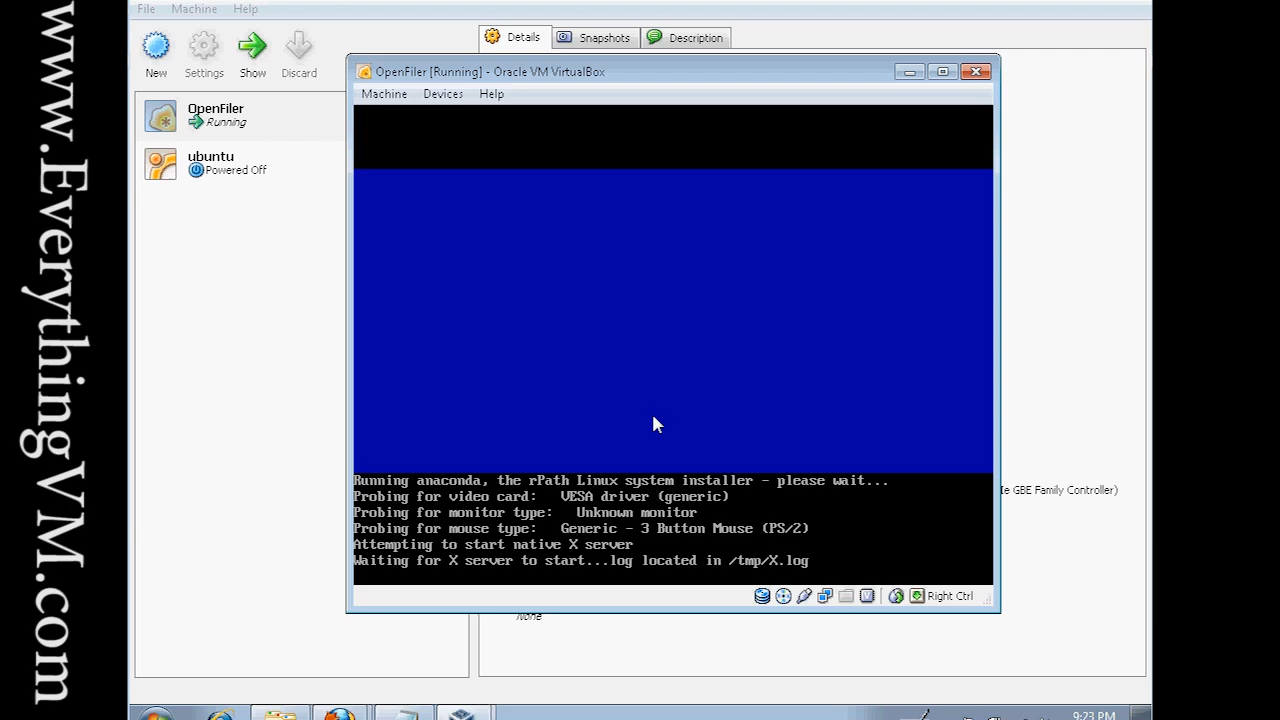 www.EverythingVM.com
File Machine Help
New Settings Show Discard
Details Snapshots Description
OpenFiler
Running
ubuntu
Powered Off
OpenFiler [Running] - Oracle VM VirtualBox
Machine Devices Help
Running anaconda, the rPath Linux system installer - please wait...
Probing for video card: VESA driver (generic)
Probing for monitor type: Unknown monitor
Probing for mouse type: Generic - 3 Button Mouse (PS/2)
Attempting to start native X server
Waiting for X server to start...log located in /tmp/X.log
GBE Family Controller)
Right Ctrl
None
9:23 PM